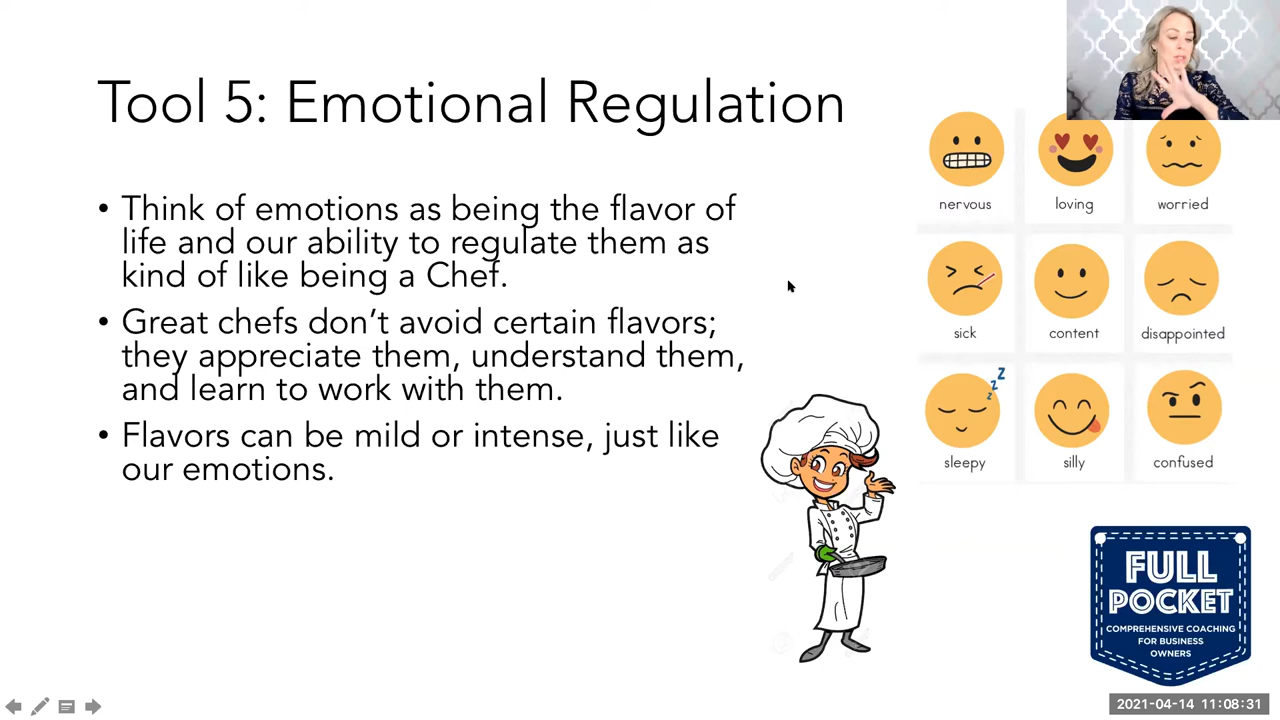 Tool 5: Emotional Regulation
• Think of emotions as being the flavor of
life and our ability to regulate them as
kind of like being a Chef.
• Great chefs don’t avoid certain flavors;
they appreciate them, understand them,
and learn to work with them.
• Flavors can be mild or intense, just like
our emotions.
nervous
loving
worried
sick
content
disappointed
z z Z
sleepy
silly
confused
FULL
POCKET
COMPREHENSIVE COACHING
FOR BUSINESS
OWNERS
2021-04-14 11:08:31